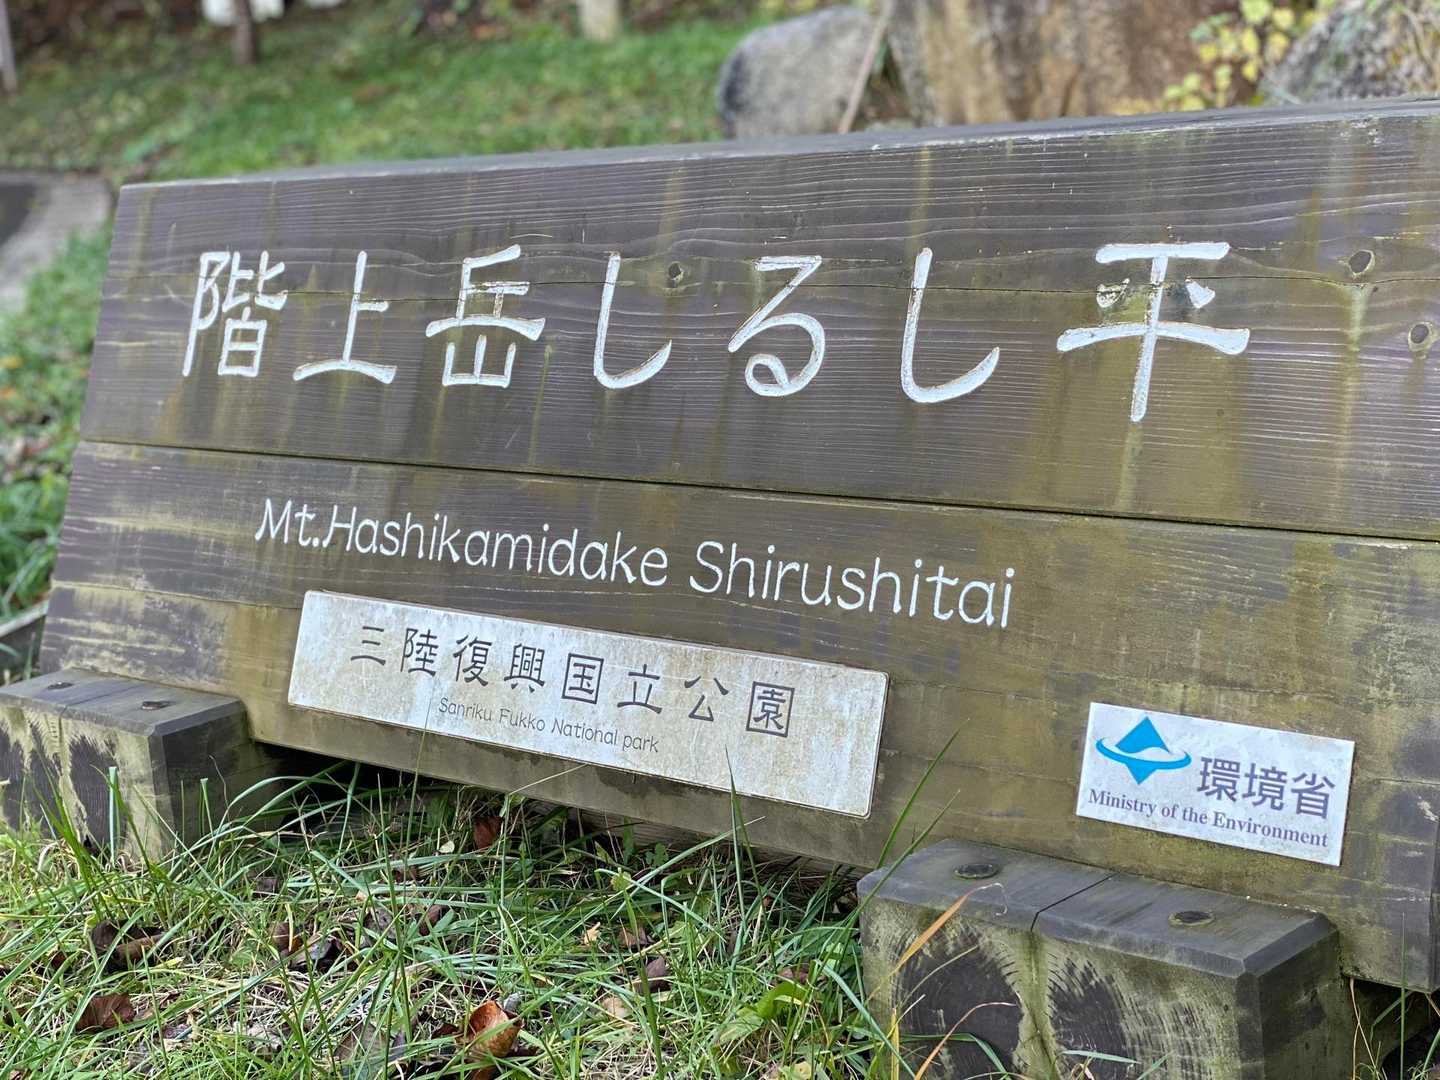 階上岳しるし平
Mt.Hashikamidake Shirushitai
三陸復興国立公園
Sanriku Fukko National park
環境省
Ministry of the Environment